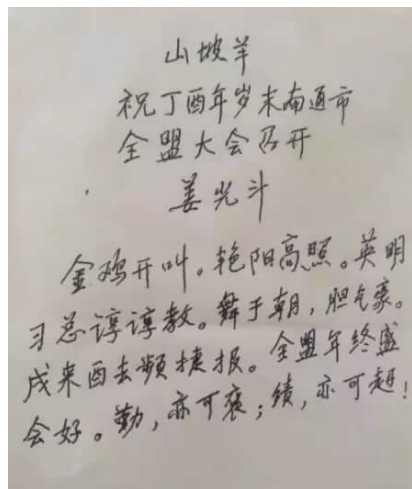 山坡羊
祝丁酉年岁末南通市
全盟大会召开
姜光斗
金鸡开叫。艳阳高照。英明
习总谆谆教。舞于朝，胆气豪。
戌来酉去频捷报。全盟年终盛
会好。勤，亦可褒；绩，亦可超！